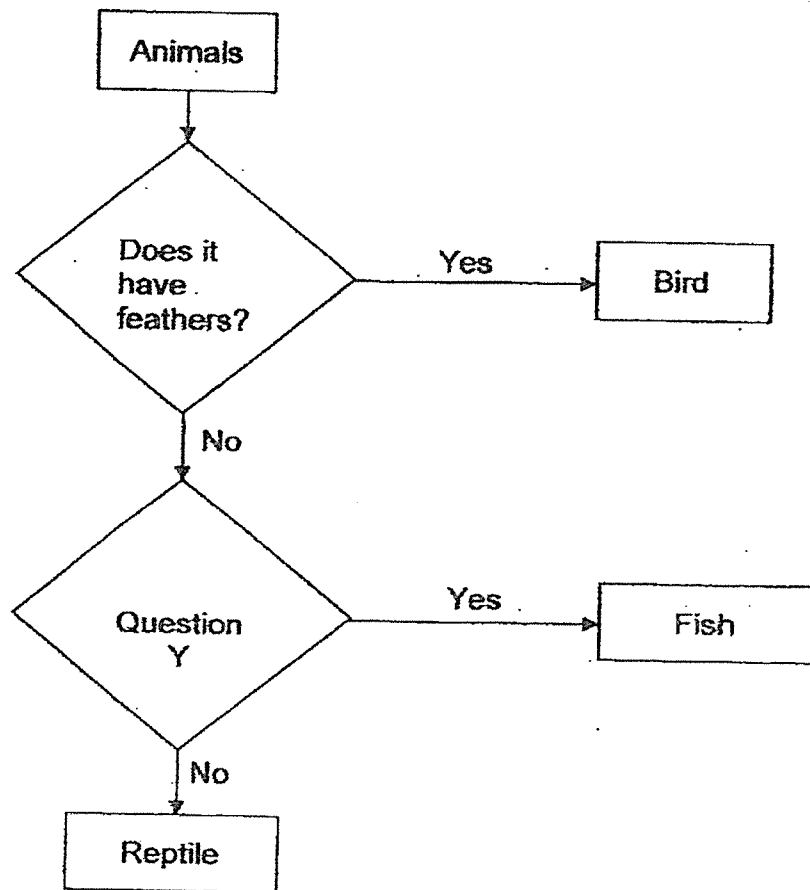 Animals
Does it
have
feathers?
Yes
Bird
No
Question
Y
Yes
Fish
No
Reptile